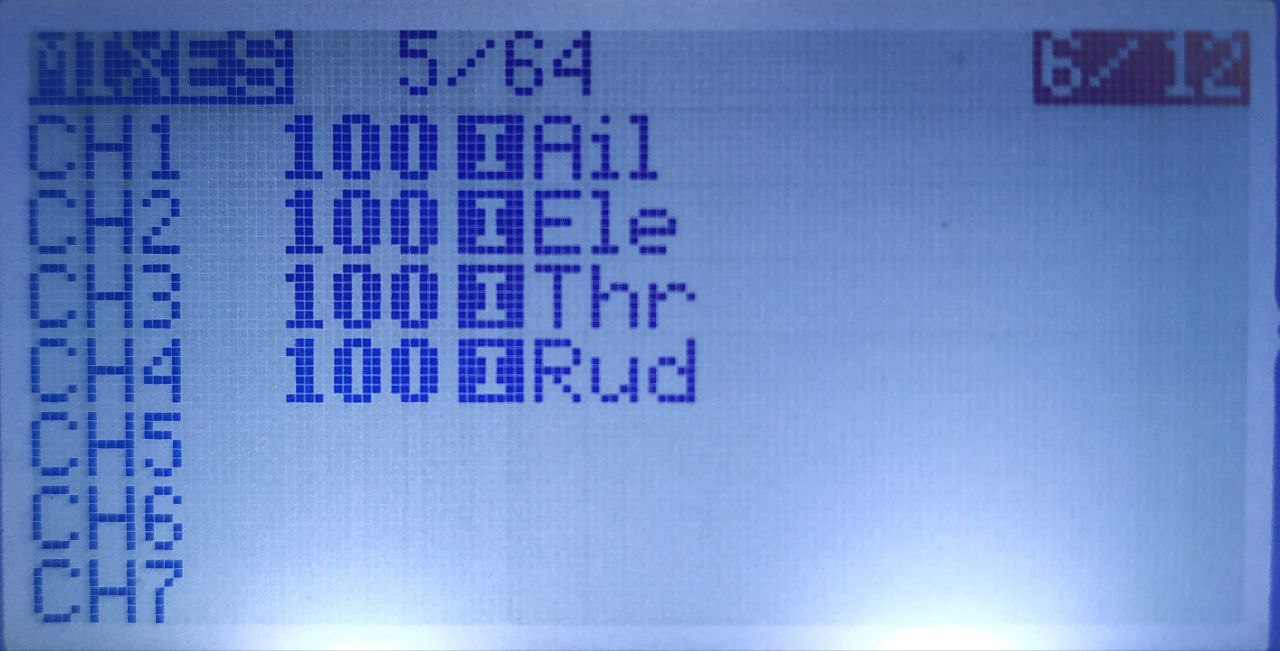 MIXES 5/64 6/12
CH1 100 I Ail
CH2 100 I Ele
CH3 100 I Thr
CH4 100 I Rud
CH5
CH6
CH7